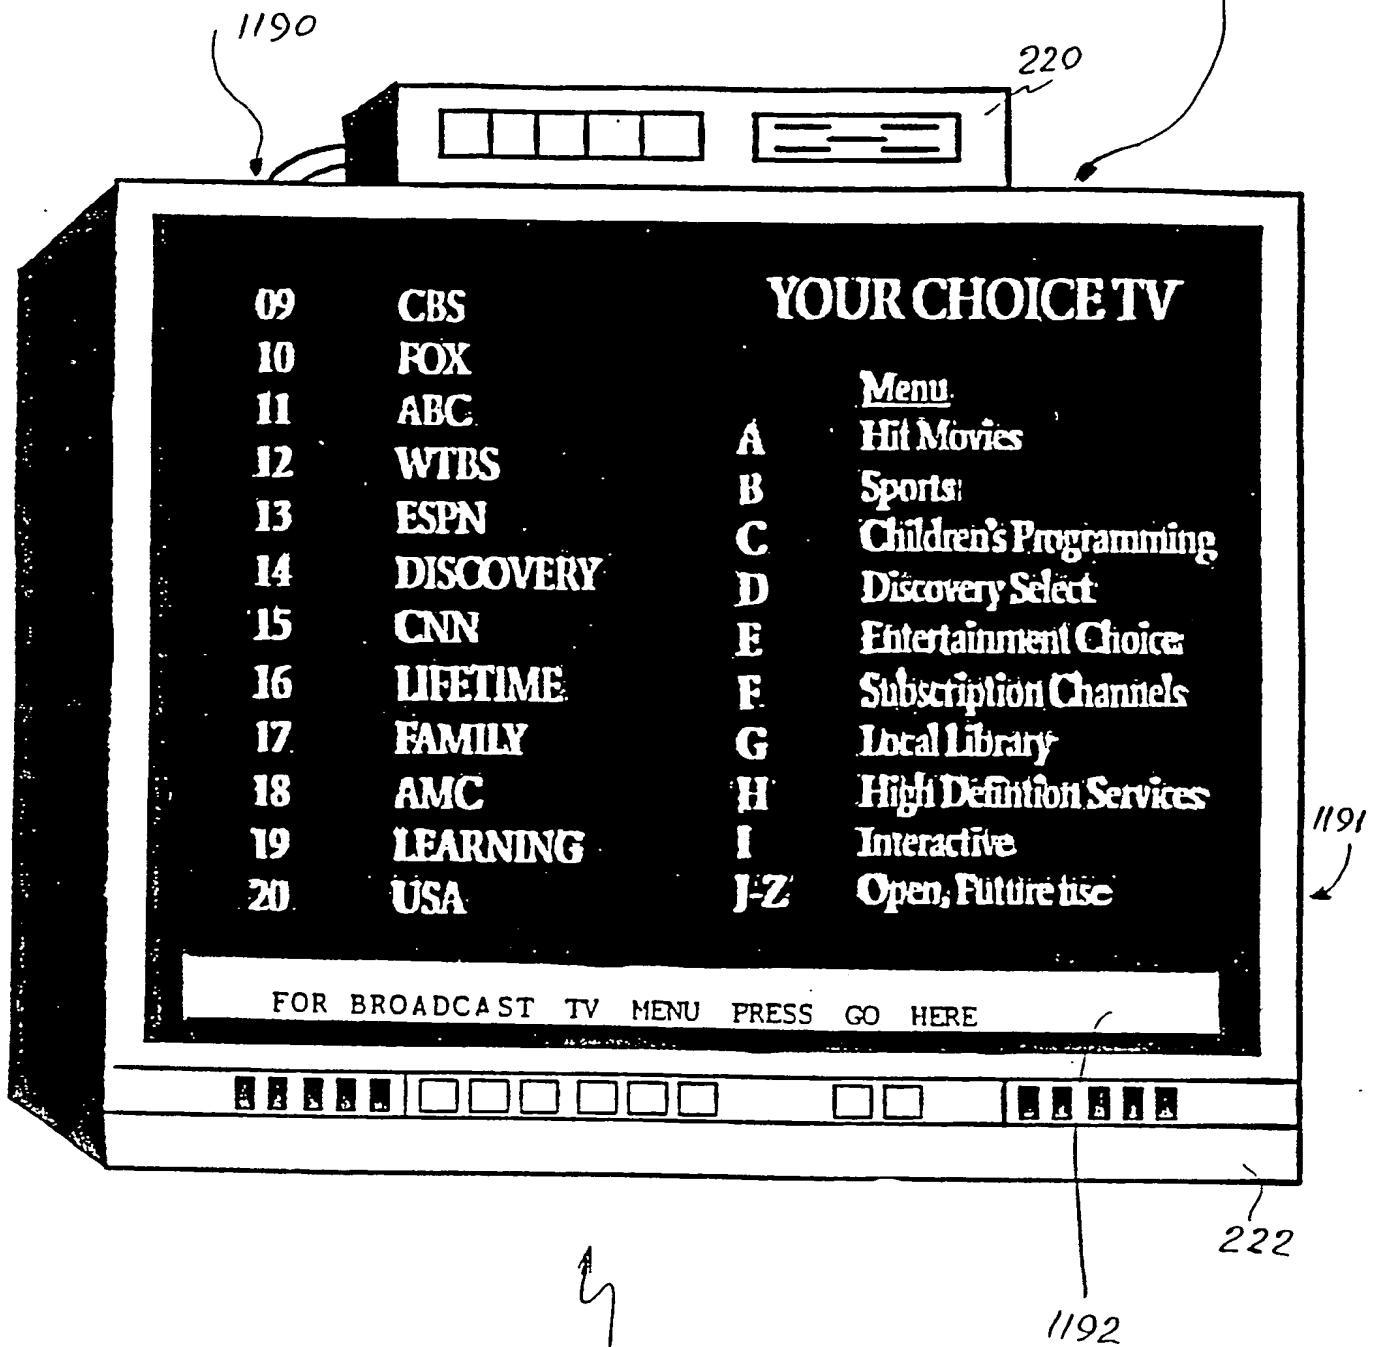 1190
220
09 CBS
10 FOX
11 ABC
12 WTBS
13 ESPN
14 DISCOVERY
15 CNN
16 LIFETIME
17 FAMILY
18 AMC
19 LEARNING
20 USA
YOUR CHOICE TV
Menu
A Hit Movies
B Sports
C Children's Programming
D Discovery Select
E Entertainment Choice
F Subscription Channels
G Local Library
H High Defintion Services
I Interactive
J-Z Open, Future use
1191
FOR BROADCAST TV MENU PRESS GO HERE
222
1192